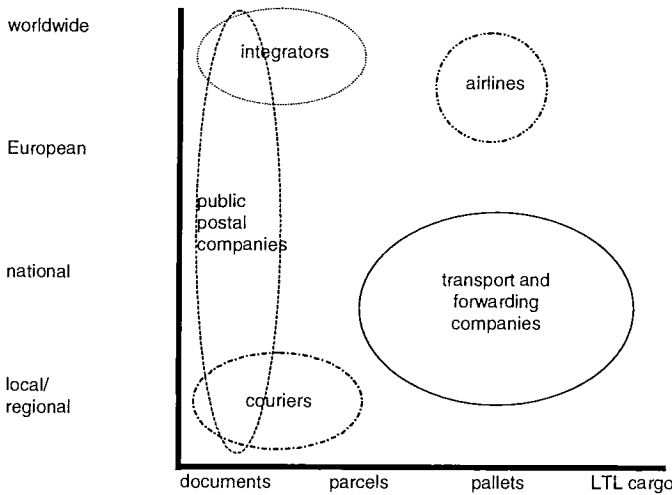 worldwide
integrators
airlines
European
public
postal
companies
national
transport and
forwarding
companies
local/
regional
couriers
documents
parcels
pallets
LTL cargo